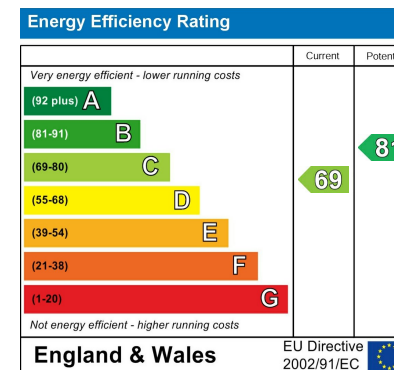 Energy Efficiency Rating
Current
Very energy efficient - lower running costs
(92 plus) A
(81-91) B
(69-80) C
(55-68) D
(39-54) E
(21-38) F
(1-20) G
69
Not energy efficient - higher running costs
England & Wales
EU Directive
2002/91/EC